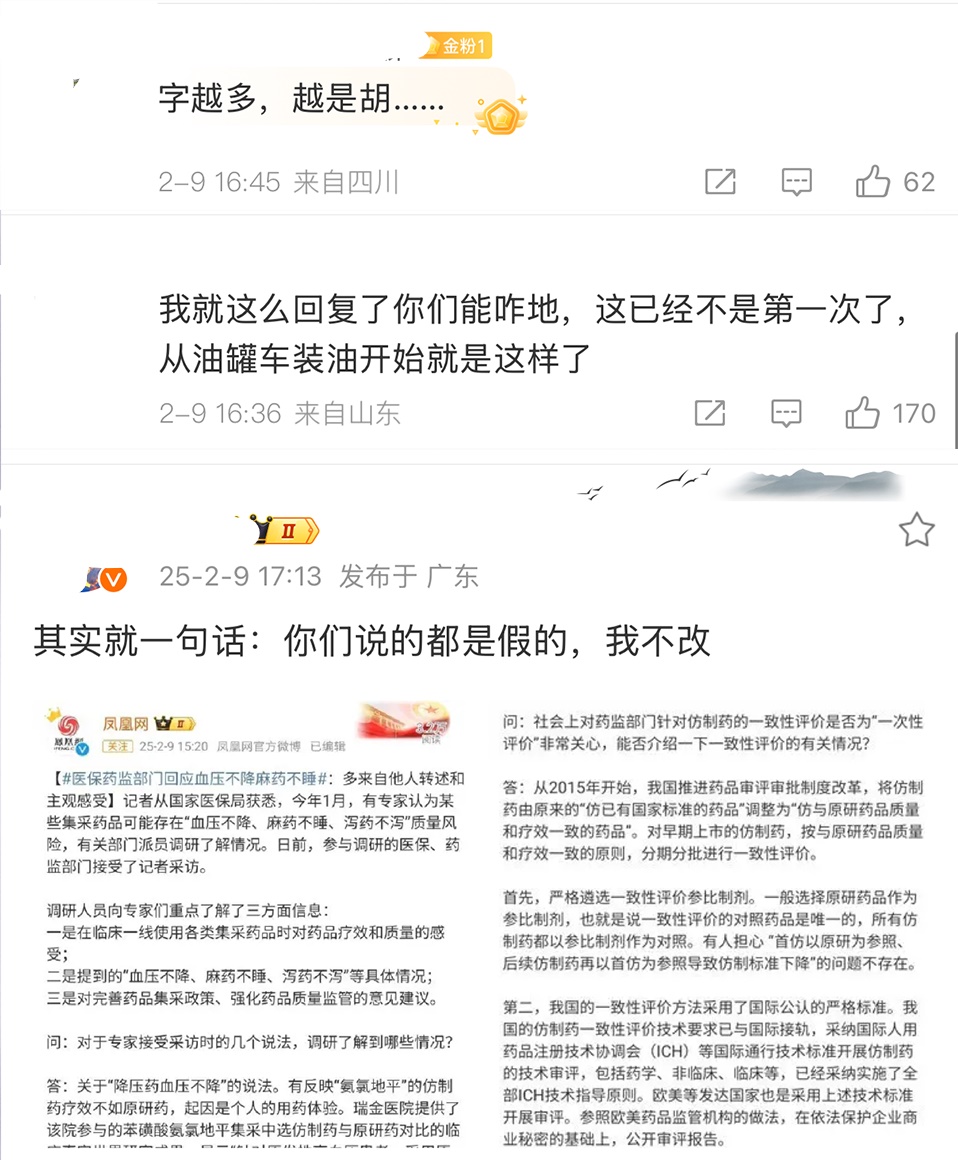 金粉1
字越多，越是胡......
2-9 16:45 来自四川
62
我就这么回复了你们能咋地，这已经不是第一次了，
从油罐车装油开始就是这样了
2-9 16:36 来自山东
170
II
V
25-2-9 17:13 发布于 广东
其实就一句话：你们说的都是假的，我不改
凤凰网 II
关注 25-2-9 15:20 凤凰网官方微博 已编辑
【#医保药监部门回应血压不降麻药不睡#：多来自他人转述和
主观感受】记者从国家医保局获悉，今年1月，有专家认为某
些集采药品可能存在“血压不降、麻药不睡、泻药不泻”质量风
险，有关部门派员调研了解情况。日前，参与调研的医保、药
监部门接受了记者采访。
调研人员向专家们重点了解了三方面信息：
一是在临床一线使用各类集采药品时对药品疗效和质量的感
受；
二是提到的“血压不降、麻药不睡、泻药不泻”等具体情况；
三是对完善药品集采政策、强化药品质量监管的意见建议。
问：对于专家接受采访时的几个说法，调研了解到哪些情况？
答：关于“降压药血压不降”的说法。有反映“氨氯地平”的仿制
药疗效不如原研药，起因是个人的用药体验。瑞金医院提供了
该院参与的苯磺酸氨氯地平集采中选仿制药与原研药对比的临
问：社会上对药监部门针对仿制药的一致性评价是否为“一次性
评价”非常关心，能否介绍一下一致性评价的有关情况？
答：从2015年开始，我国推进药品审评审批制度改革，将仿制
药由原来的“仿已有国家标准的药品”调整为“仿与原研药品质量
和疗效一致的药品”。对早期上市的仿制药，按与原研药品质量
和疗效一致的原则，分期分批进行一致性评价。
首先，严格遴选一致性评价参比制剂。一般选择原研药品作为
参比制剂，也就是说一致性评价的对照药品是唯一的，所有仿
制药都以参比制剂作为对照。有人担心 “首仿以原研为参照、
后续仿制药再以首仿为参照导致仿制标准下降”的问题不存在。
第二，我国的一致性评价方法采用了国际公认的严格标准。我
国的仿制药一致性评价技术要求已与国际接轨，采纳国际人用
药品注册技术协调会（ICH）等国际通行技术标准开展仿制药
的技术审评，包括药学、非临床、临床等，已经采纳实施了全
部ICH技术指导原则。欧美等发达国家也是采用上述技术标准
开展审评。参照欧美药品监管机构的做法，在依法保护企业商
业秘密的基础上，公开审评报告。